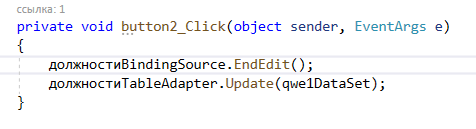 ссылка: 1
private void button2_Click(object sender, EventArgs e)
{
должностиBindingSource.EndEdit();
должностиTableAdapter.Update(qwe1DataSet);
}